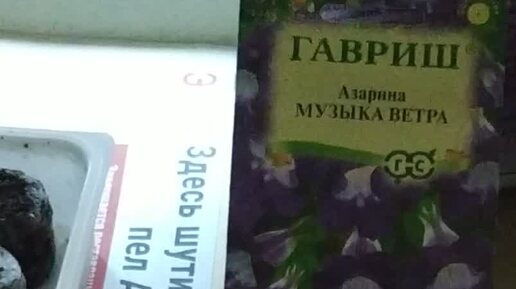 ГАВРИШ
Азарина
МУЗЫКА ВЕТРА
Э
Здесь шути
пел